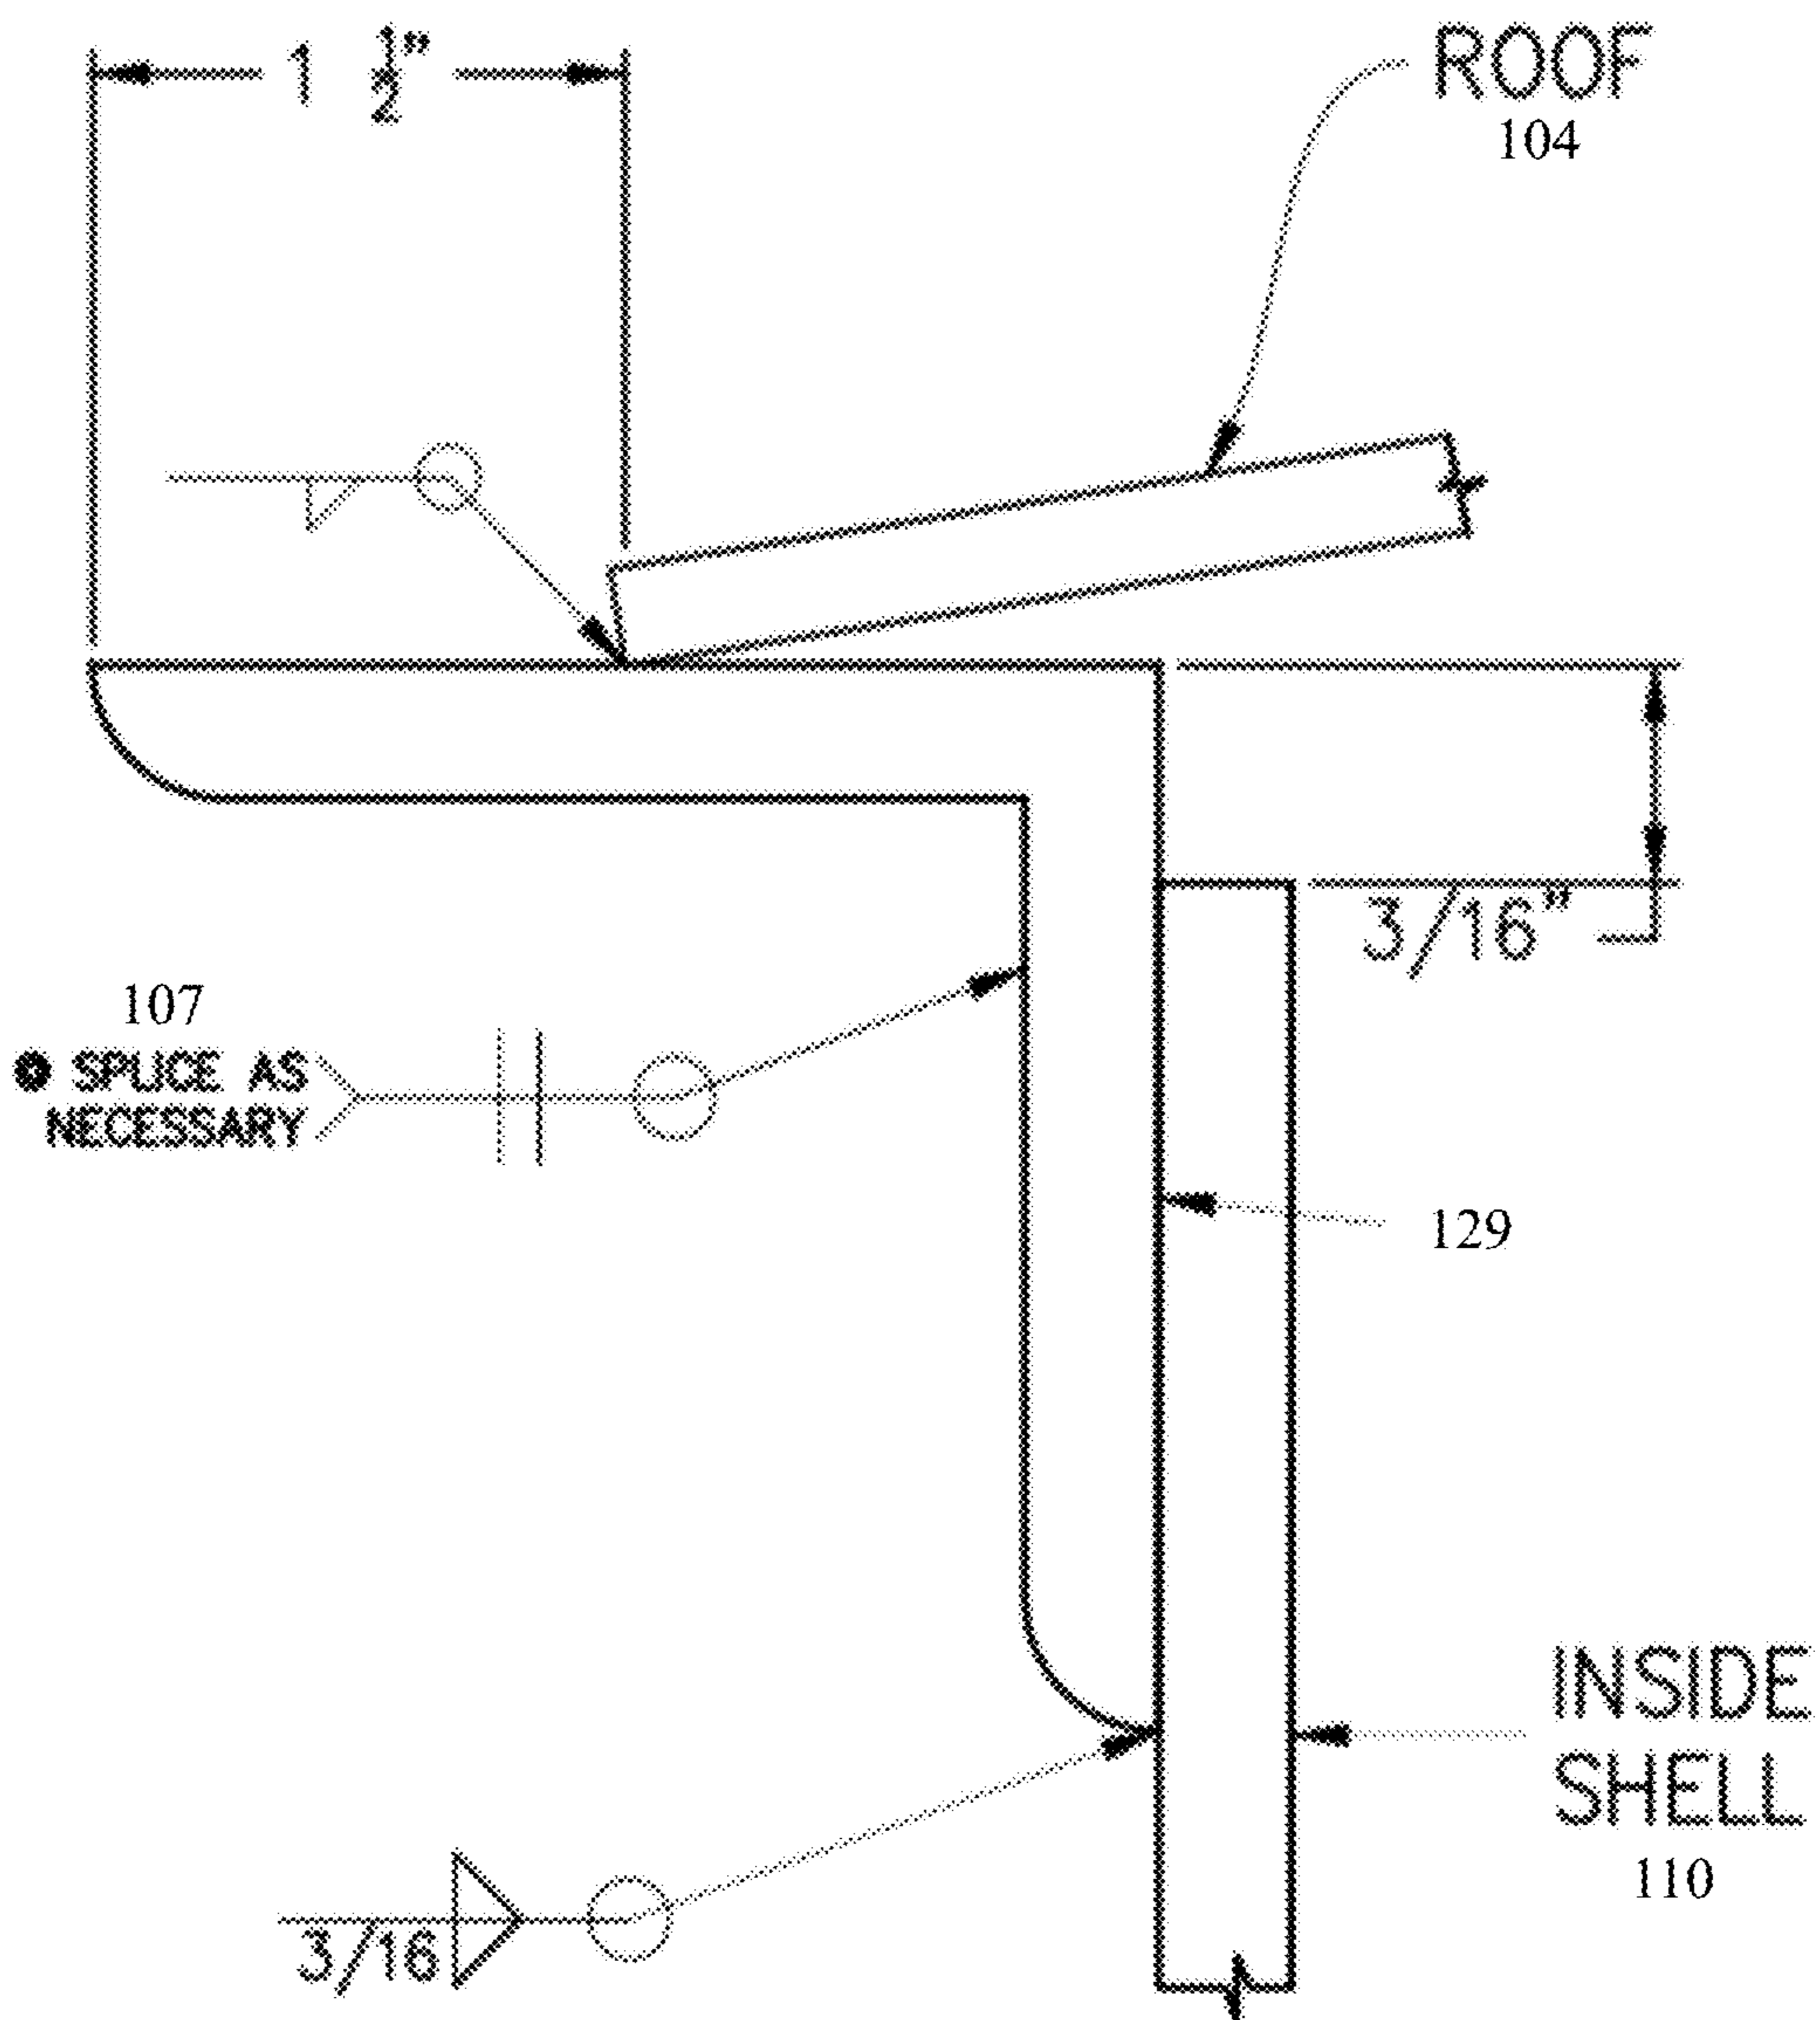 1 1/2"
ROOF
104
3/16"
107
@ SPLICE AS
NECESSARY
129
INSIDE
SHELL
110
3/16